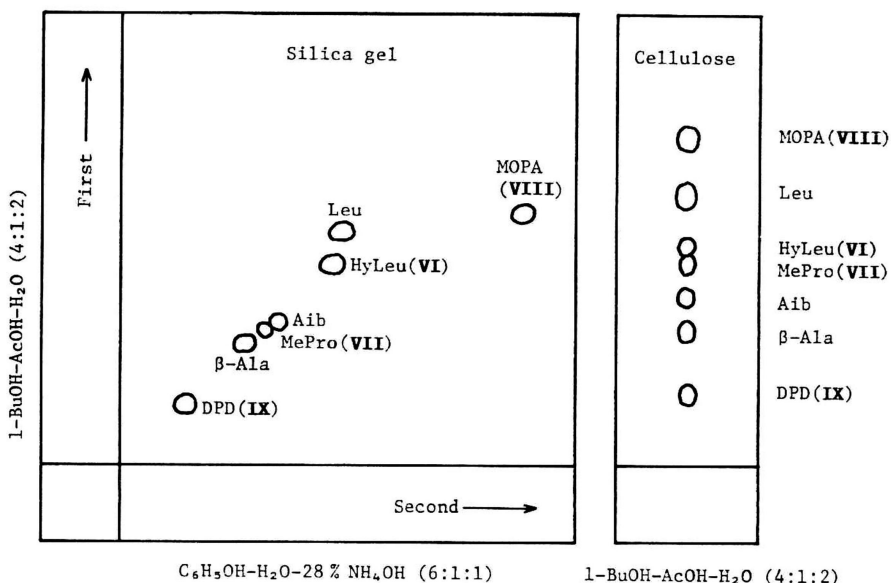 Silica gel
First
1-BuOH-AcOH-H₂O (4:1:2)
MOPA
(VIII)
Leu
HyLeu(VI)
Aib
MePro(VII)
β-Ala
DPD(IX)
Second
C₆H₅OH-H₂O-28% NH₄OH (6:1:1)
Cellulose
MOPA(VIII)
Leu
HyLeu(VI)
MePro(VII)
Aib
β-Ala
DPD(IX)
1-BuOH-AcOH-H₂O (4:1:2)